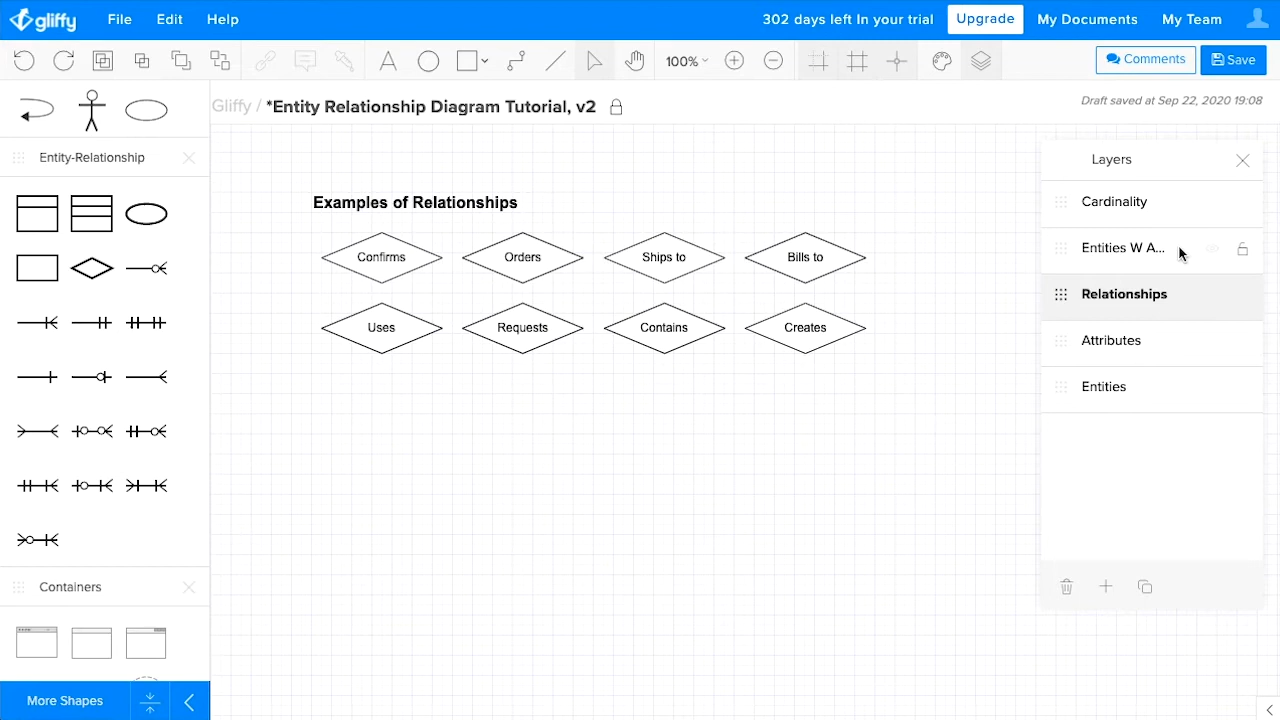 gliffy File Edit Help 302 days left In your trial Upgrade My Documents My Team
100% Comments Save
Gliffy / *Entity Relationship Diagram Tutorial, v2 Draft saved at Sep 22, 2020 19:08
Entity-Relationship
Layers
Cardinality
Entities W A...
Relationships
Attributes
Entities
Examples of Relationships
Confirms Orders Ships to Bills to
Uses Requests Contains Creates
Containers
More Shapes